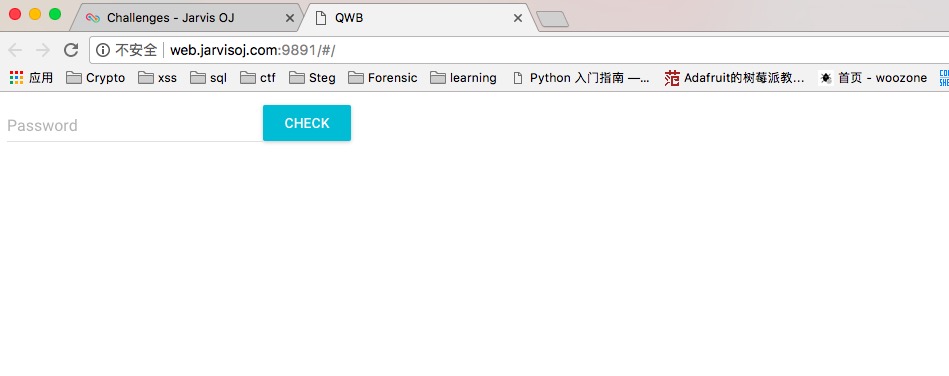 Challenges - Jarvis OJ
QWB
不安全 web.jarvisoj.com:9891/#/
应用 Crypto xss sql ctf Steg Forensic learning Python 入门指南 —... 范 Adafruit的树莓派教... 首页 - woozone
Password CHECK